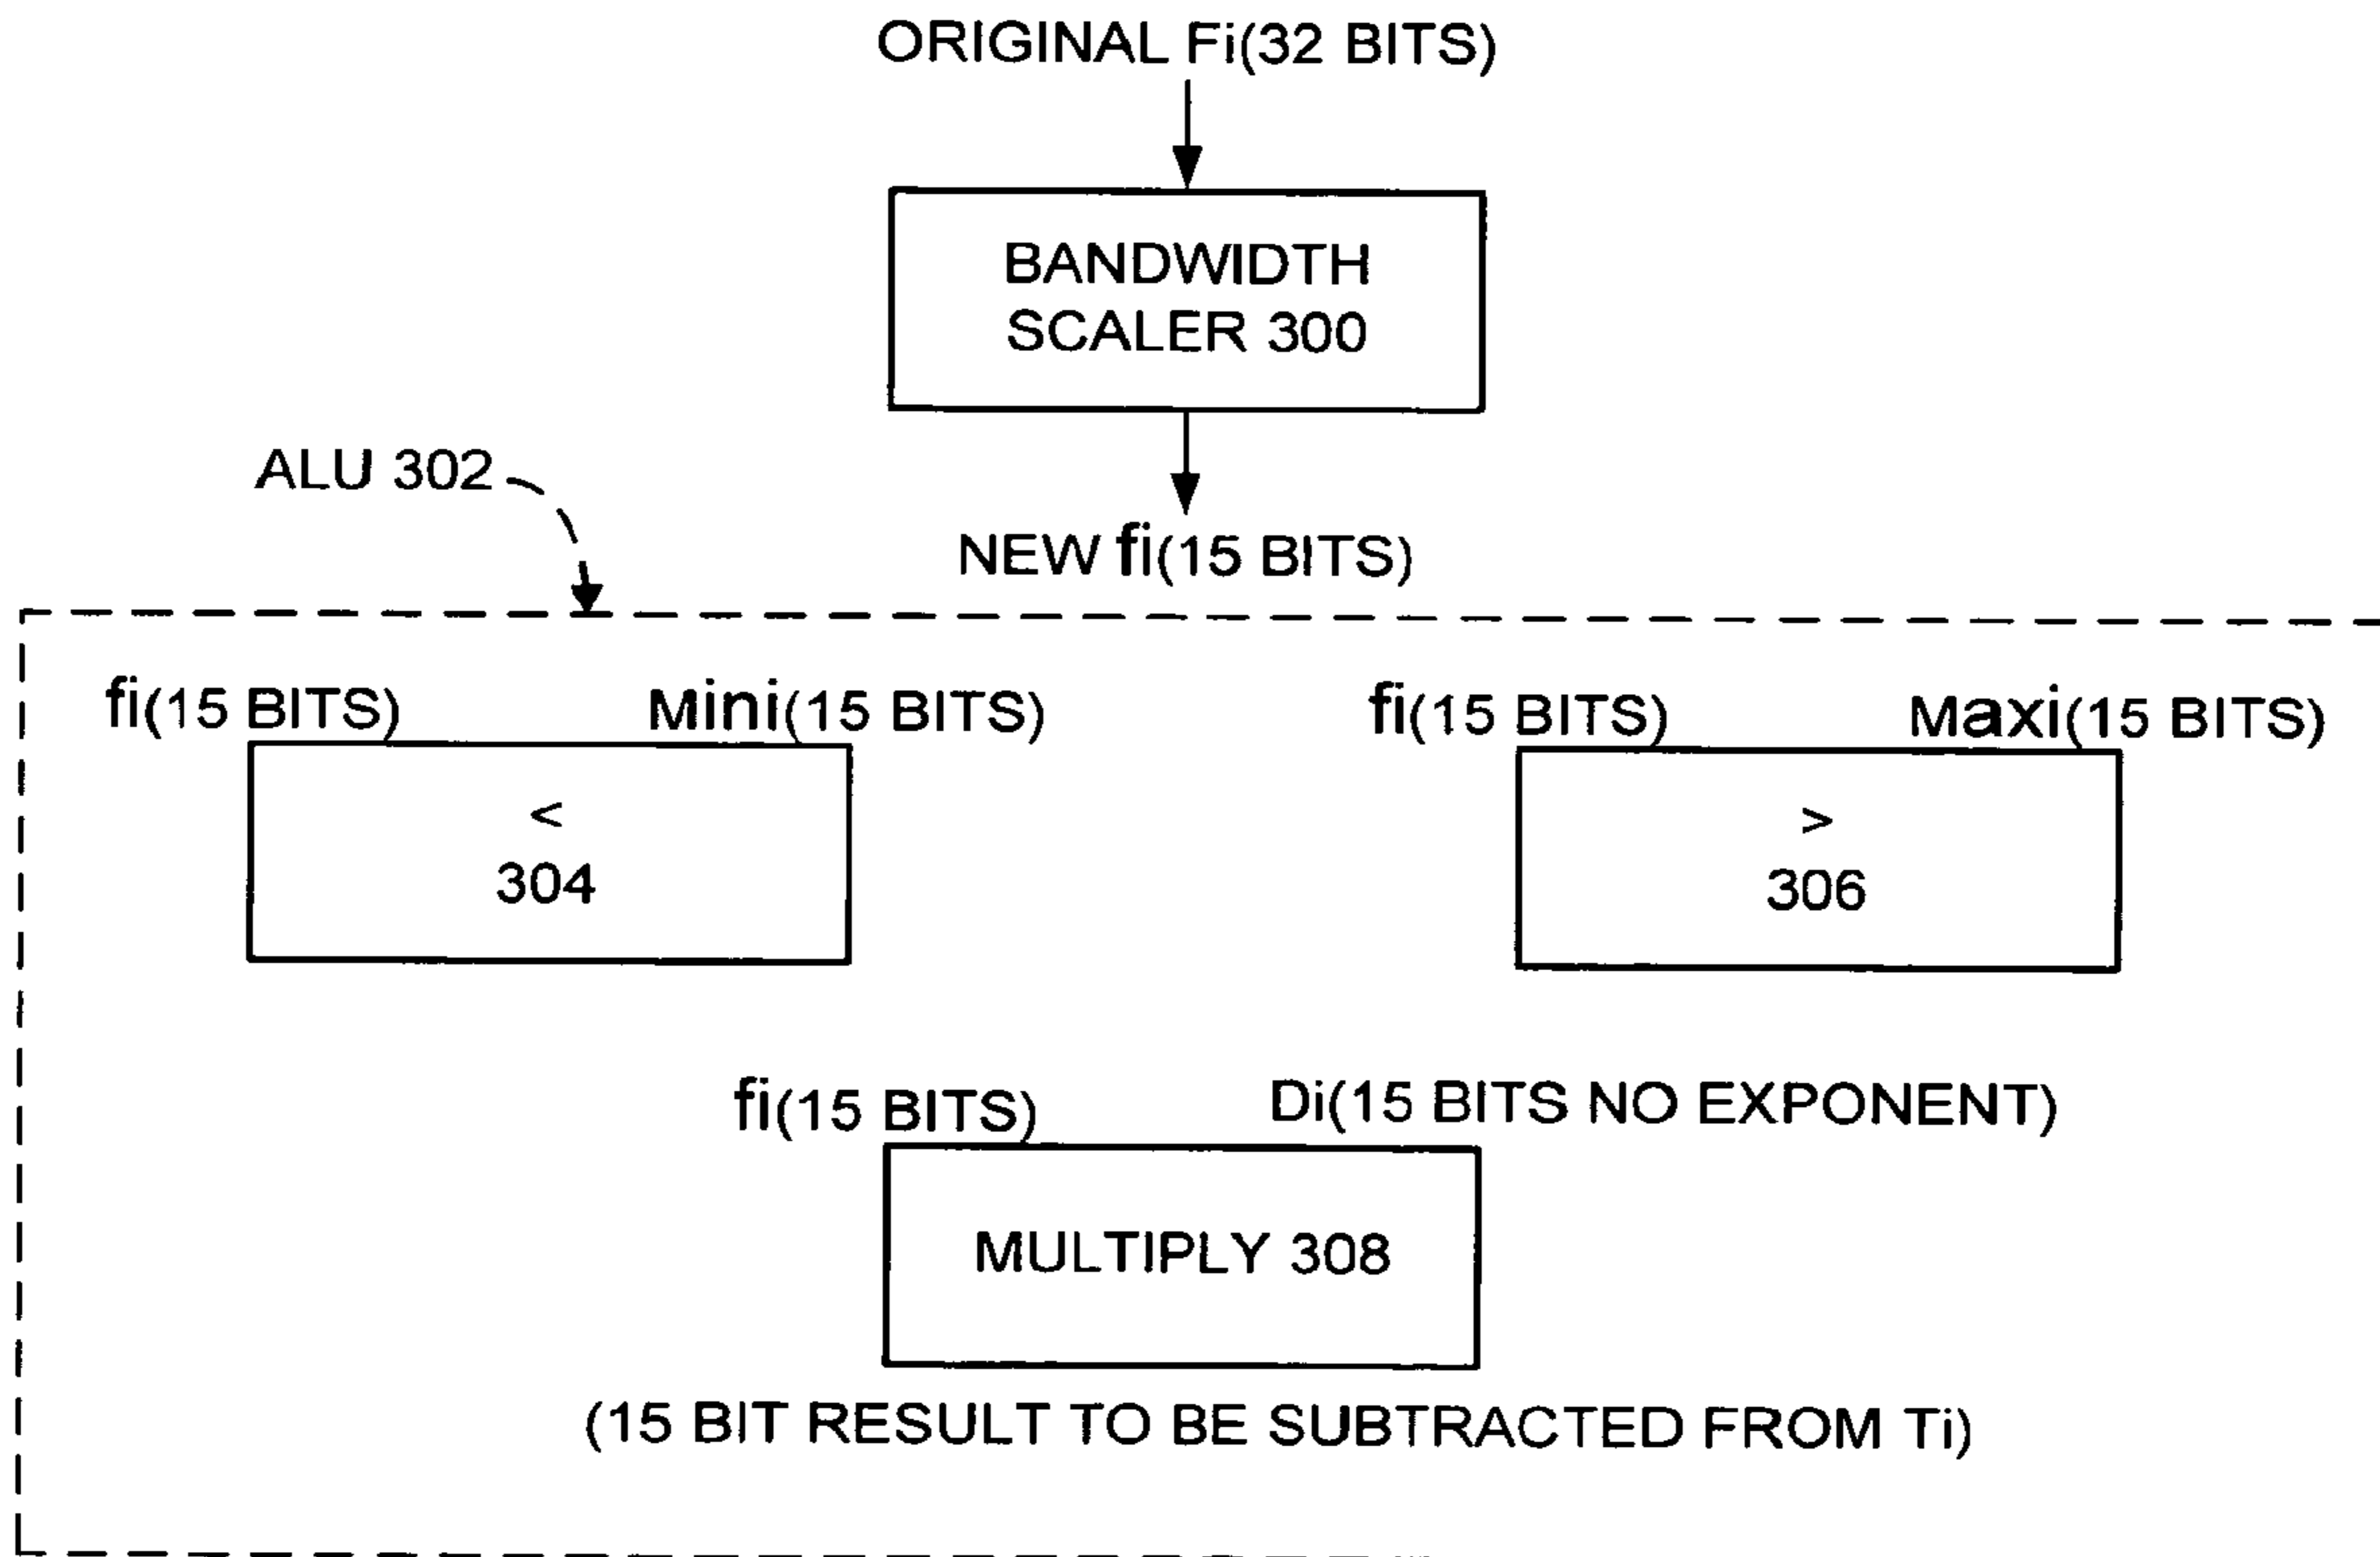 ORIGINAL Fi(32 BITS)
BANDWIDTH
SCALER 300
ALU 302
NEW fi(15 BITS)
fi(15 BITS)
Mini(15 BITS)
fi(15 BITS)
Maxi(15 BITS)
<
304
>
306
fi(15 BITS)
Di(15 BITS NO EXPONENT)
MULTIPLY 308
(15 BIT RESULT TO BE SUBTRACTED FROM Ti)